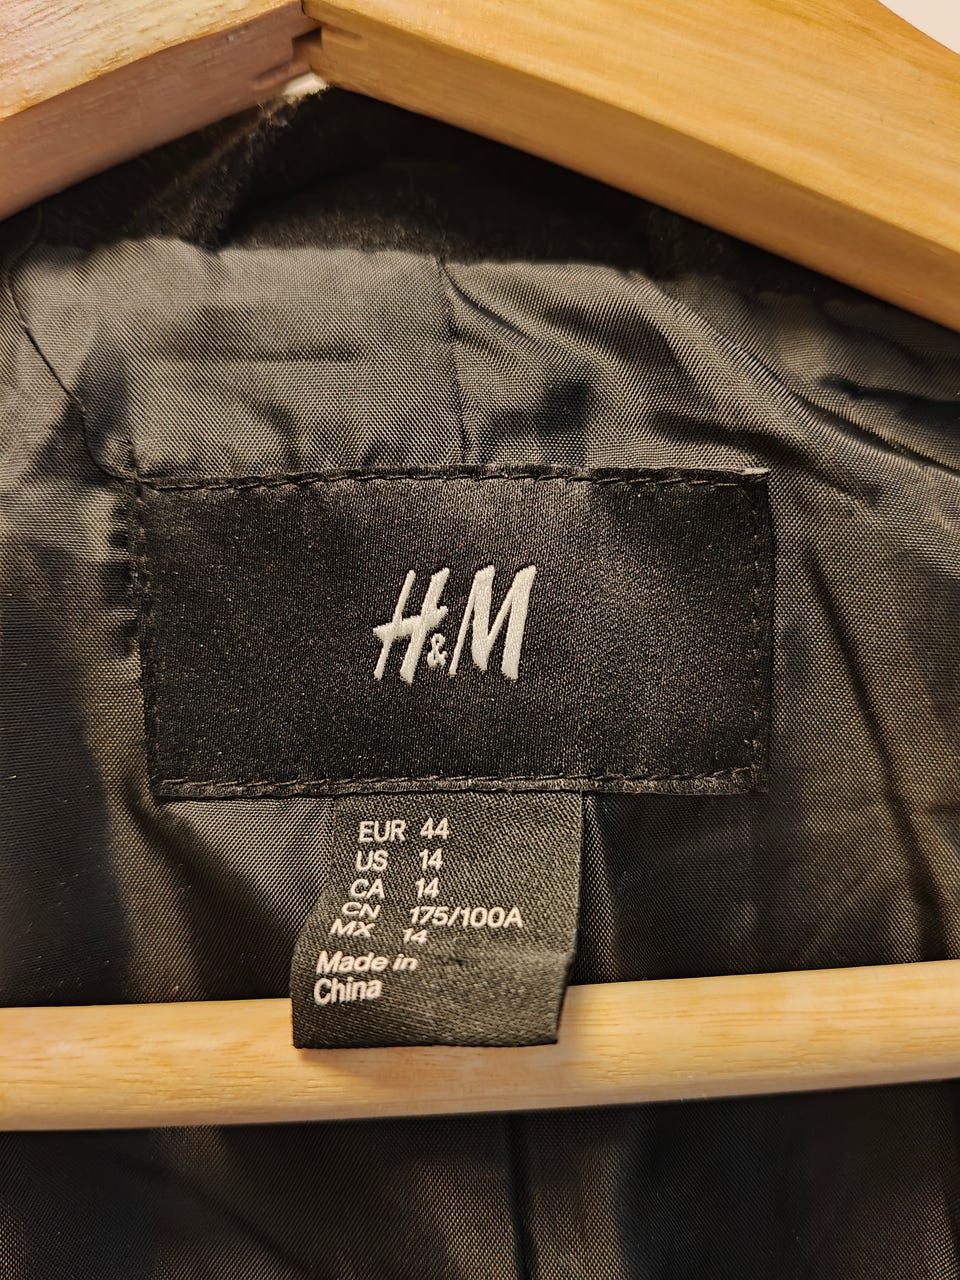 H&M
EUR 44
US 14
CA 14
CN 175/100A
MX 14
Made in
China